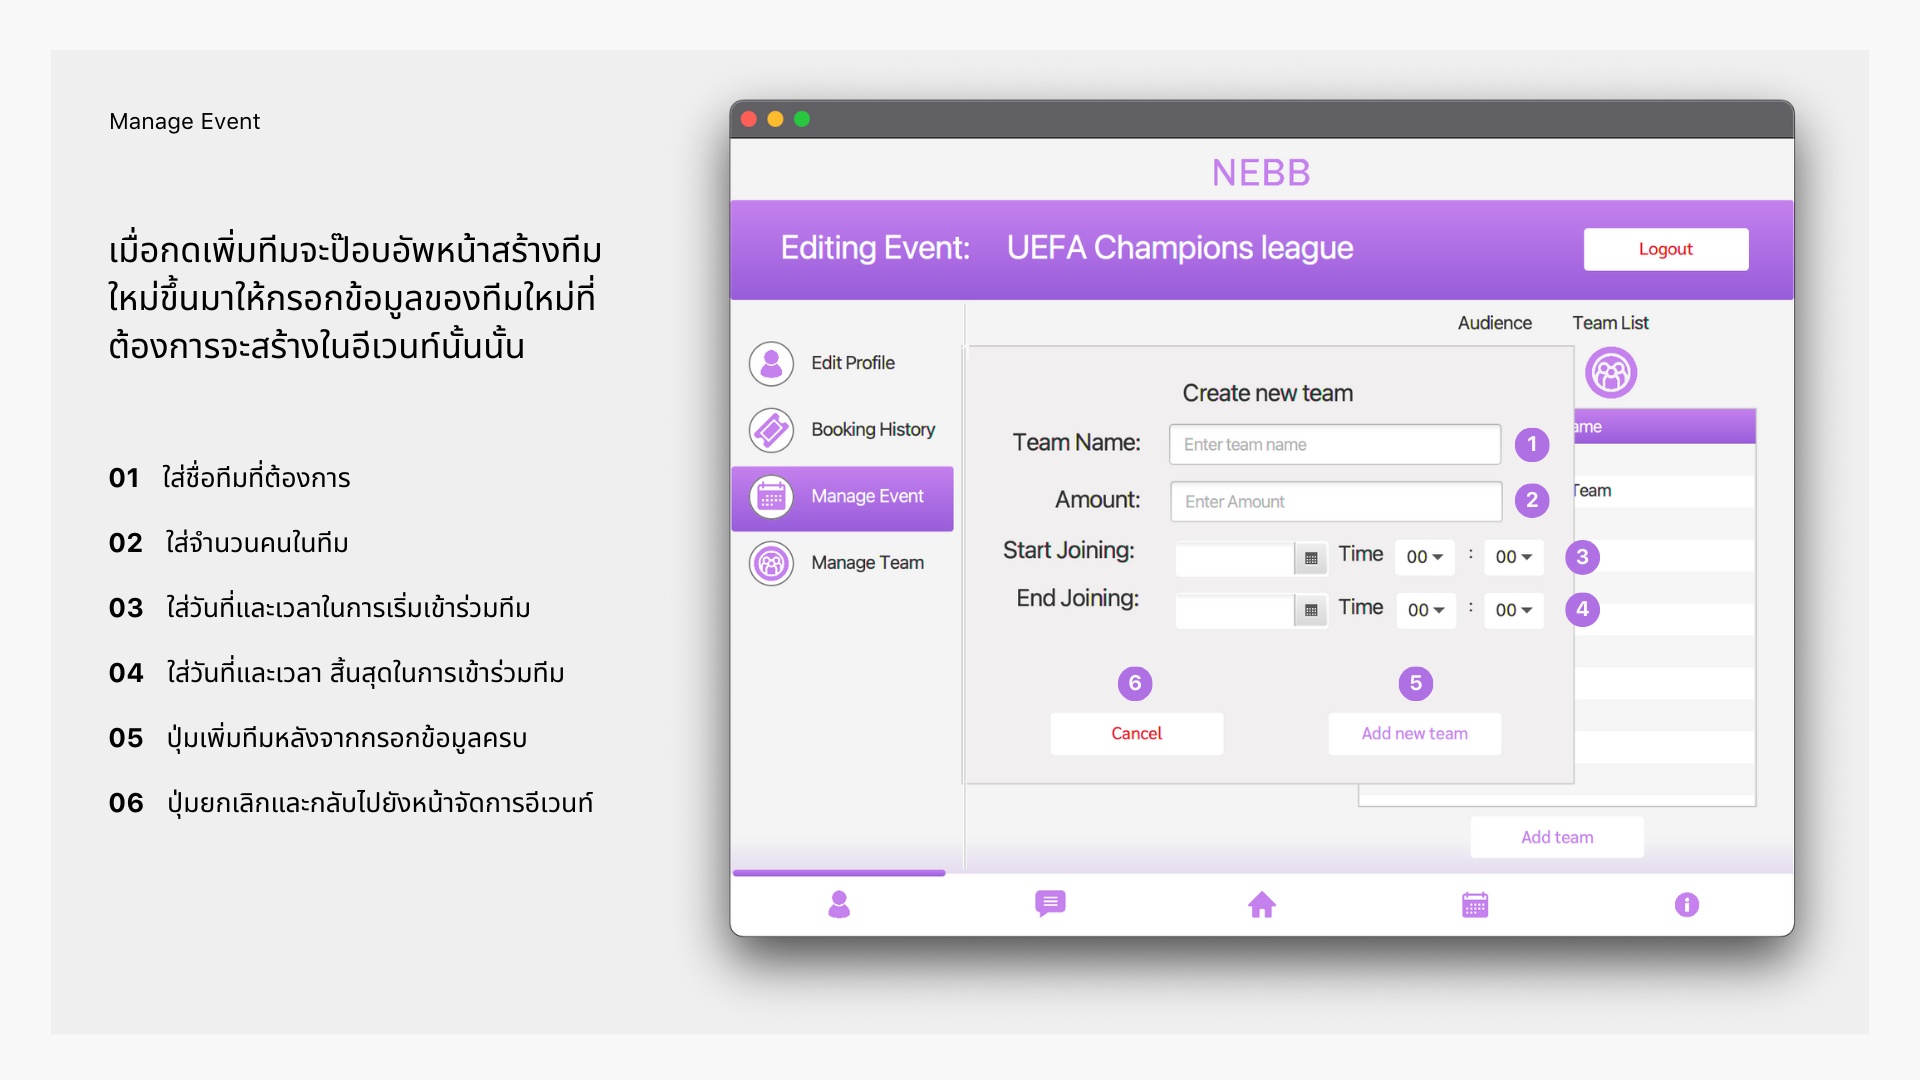 Manage Event
เมื่อกดเพิ่มทีมจะป๊อบอัพหน้าสร้างทีม
ใหม่ขึ้นมาให้กรอกข้อมูลของทีมใหม่ที่
ต้องการจะสร้างในอีเวนท์นั้นนั้น
01 ใส่ชื่อทีมที่ต้องการ
02 ใส่จำนวนคนในทีม
03 ใส่วันที่และเวลาในการเริ่มเข้าร่วมทีม
04 ใส่วันที่และเวลา สิ้นสุดในการเข้าร่วมทีม
05 ปุ่มเพิ่มทีมหลังจากกรอกข้อมูลครบ
06 ปุ่มยกเลิกและกลับไปยังหน้าจัดการอีเวนท์
NEBB
Editing Event: UEFA Champions league
Logout
Edit Profile
Booking History
Manage Event
Manage Team
Audience Team List
ame
Team
Create new team
Team Name: Enter team name 1
Amount: Enter Amount 2
Start Joining: Time 00 : 00 3
End Joining: Time 00 : 00 4
6 5
Cancel Add new team
Add team